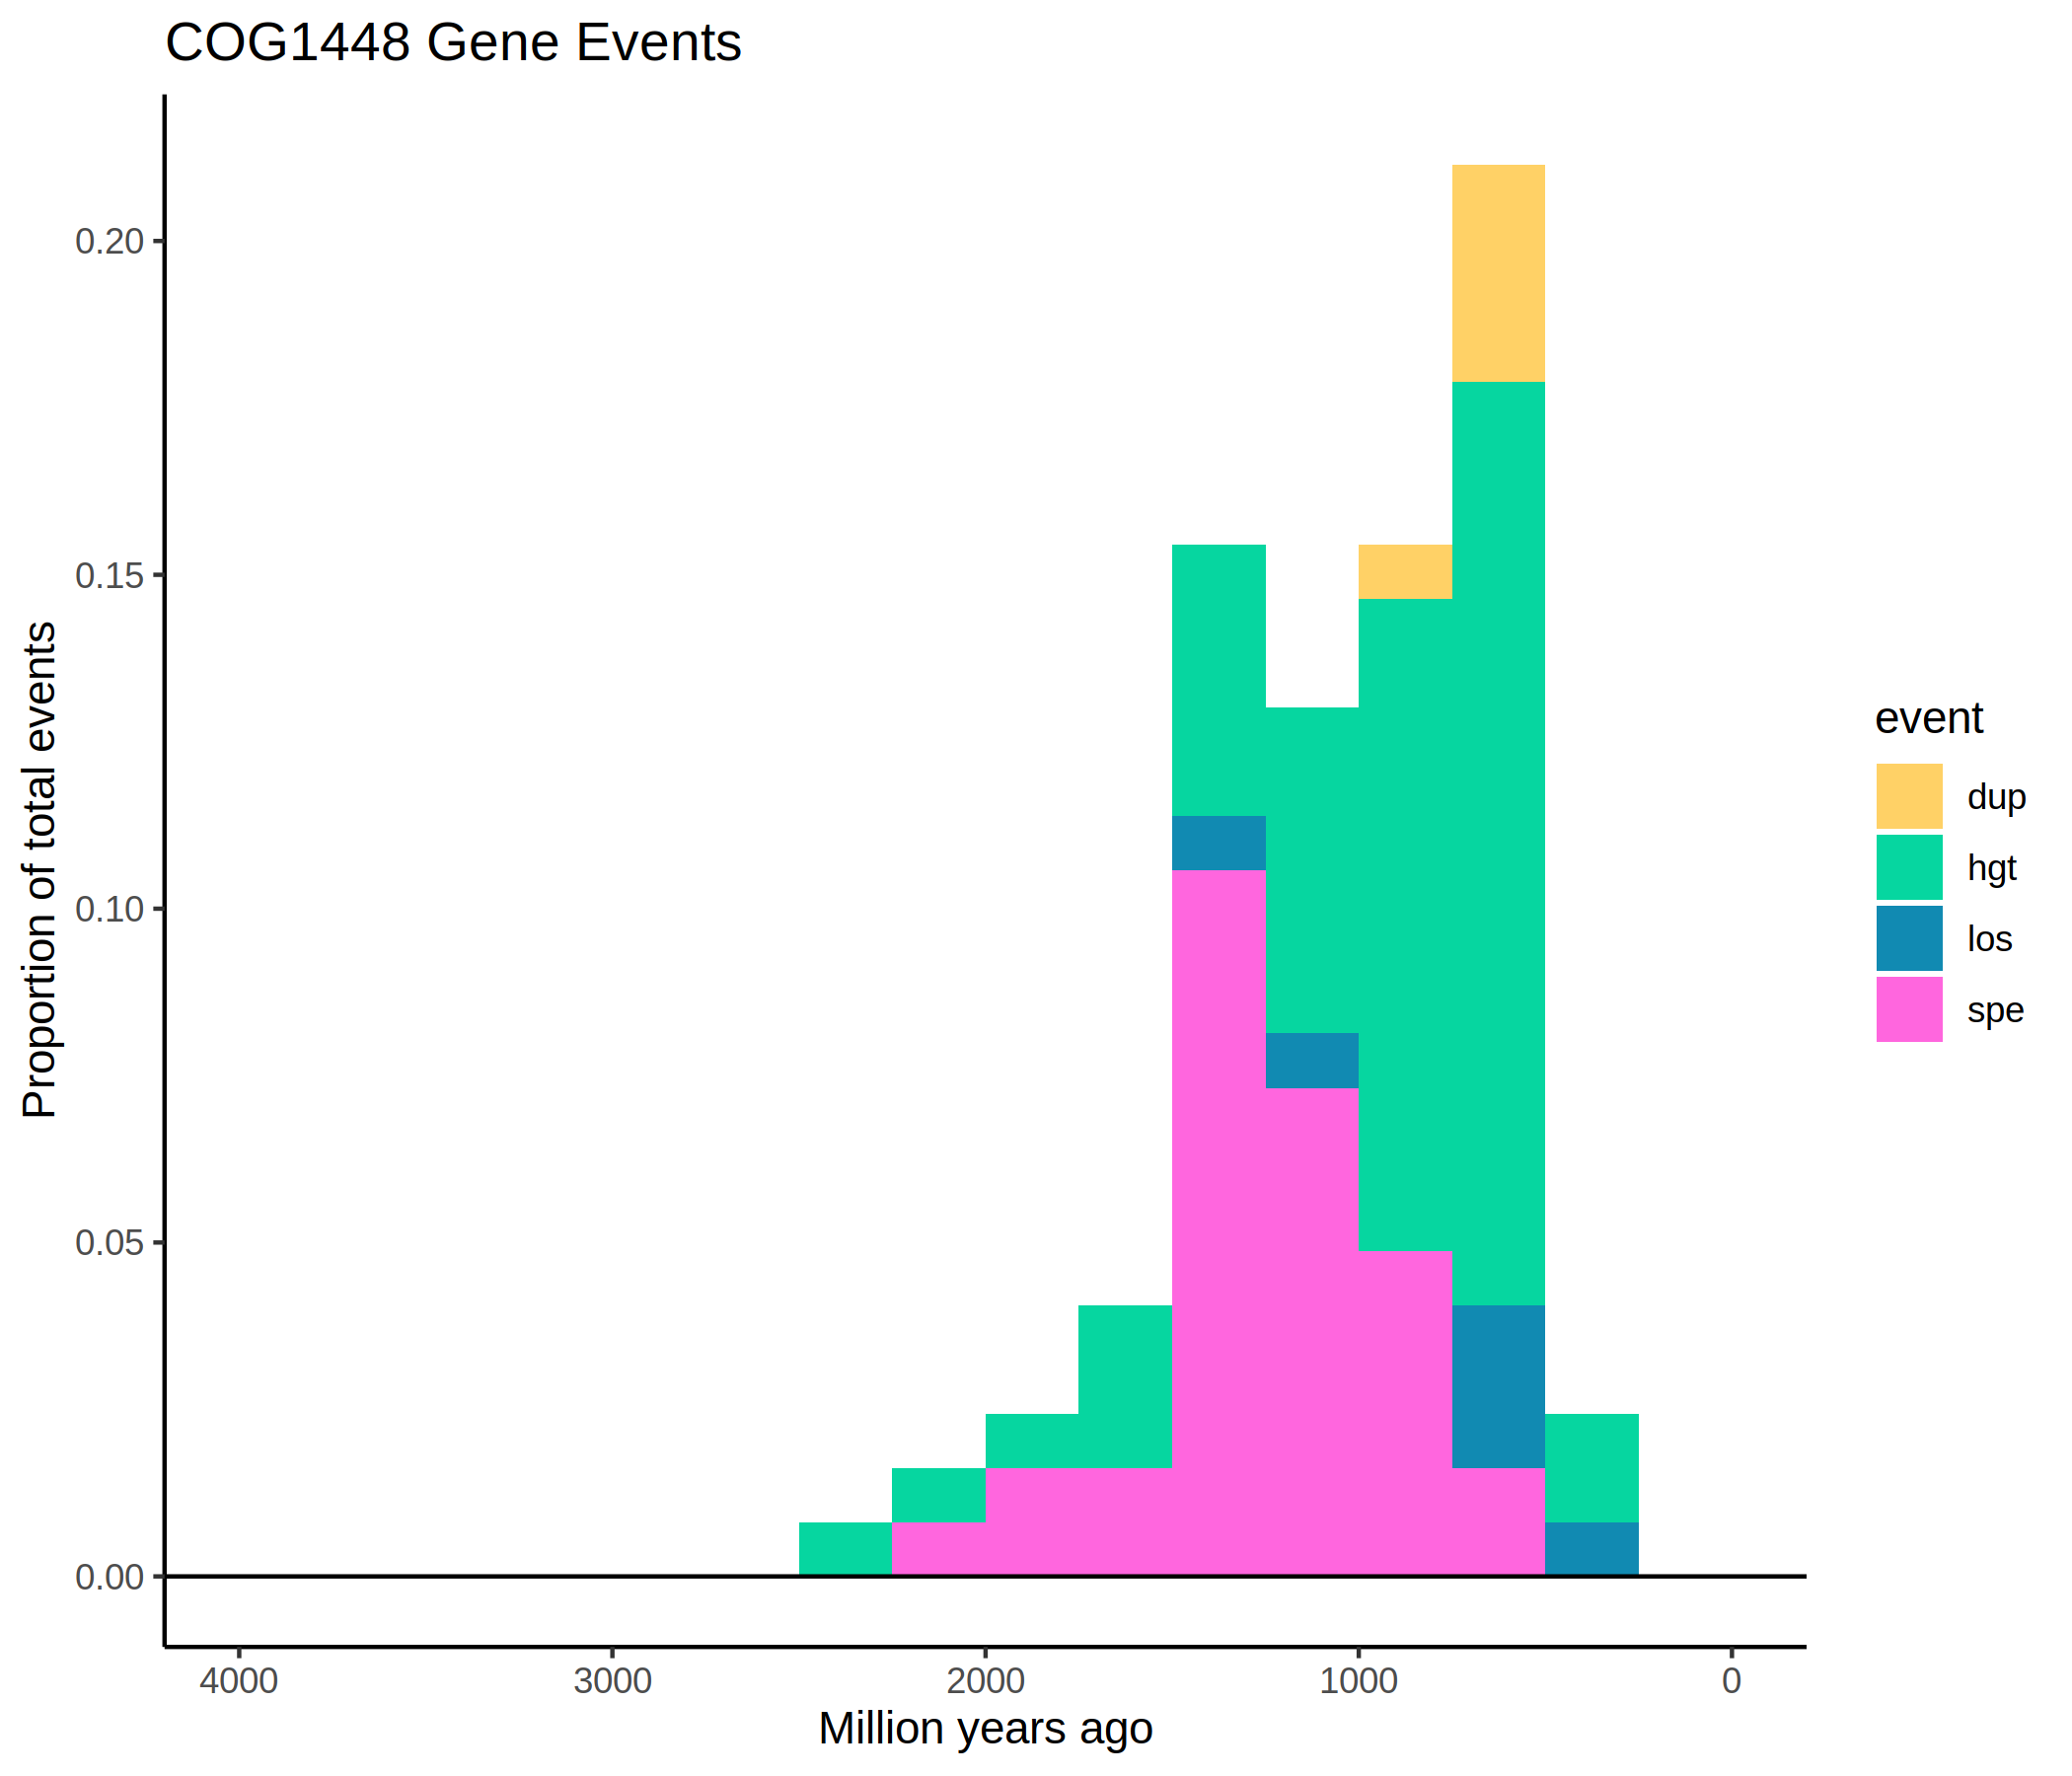 COG1448 Gene Events
Proportion of total events
0.20
0.15
0.10
0.05
0.00
4000 3000 2000 1000 0
Million years ago
event
dup
hgt
los
spe